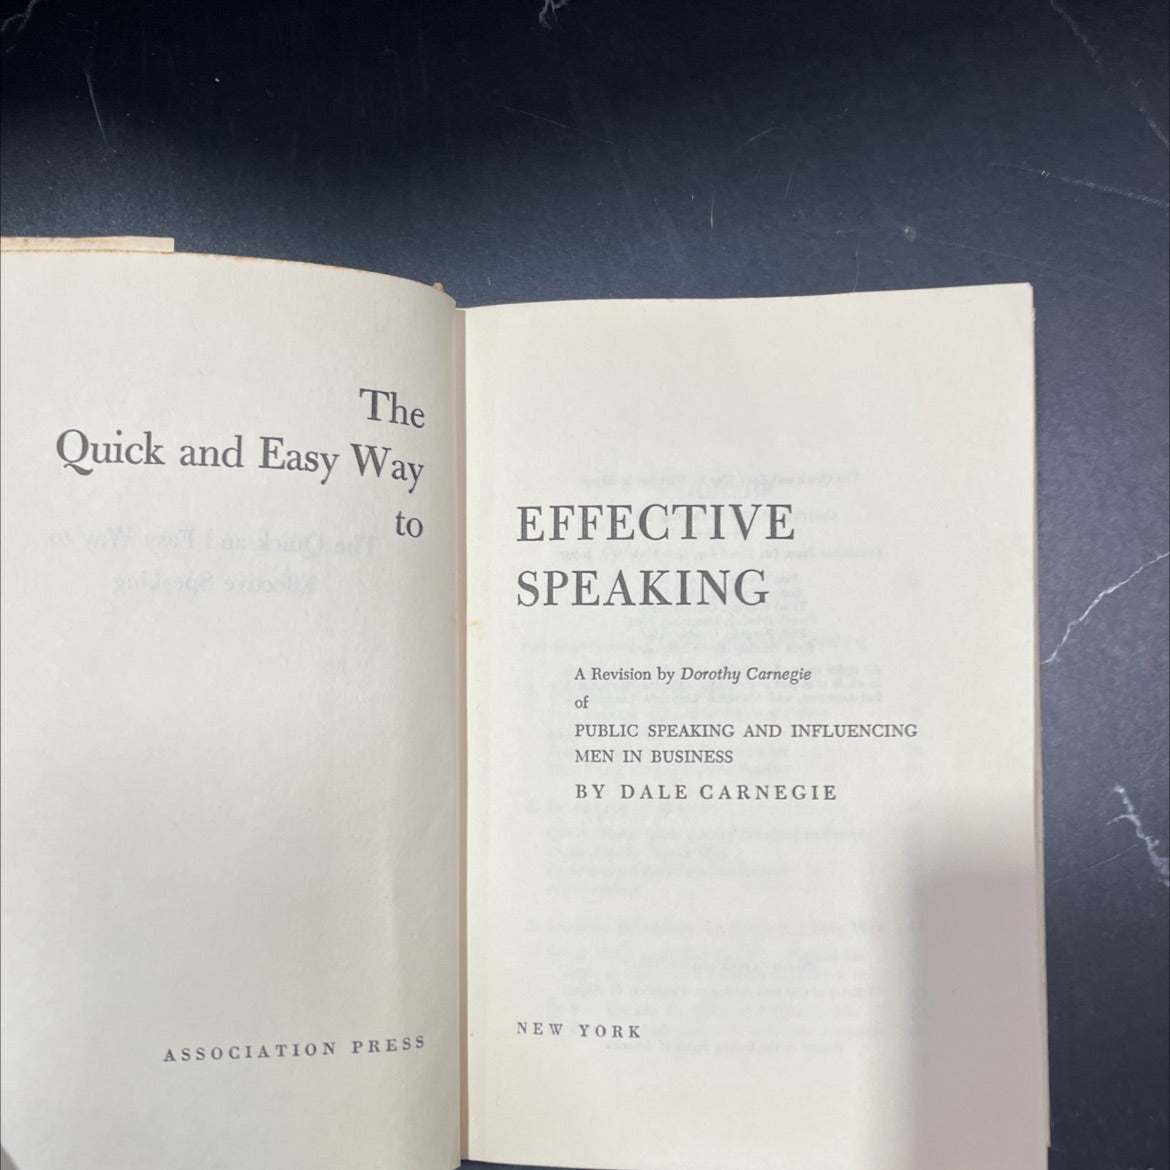 The
Quick and Easy Way
to
ASSOCIATION PRESS
EFFECTIVE
SPEAKING
A Revision by Dorothy Carnegie
of
PUBLIC SPEAKING AND INFLUENCING
MEN IN BUSINESS
BY DALE CARNEGIE
NEW YORK